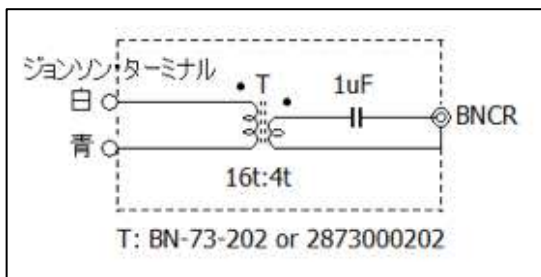 ジョンソン・ターミナル
• T •
1uF
白
BNCR
青
16t:4t
T: BN-73-202 or 2873000202